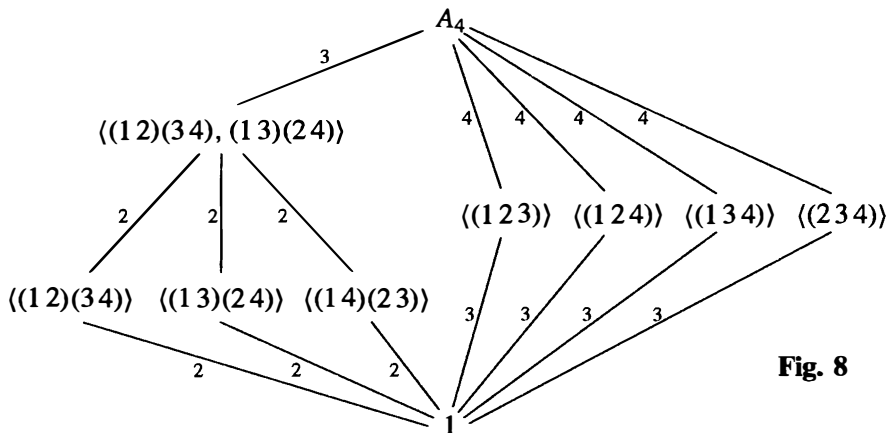 A₄
3
⟨(1 2)(3 4), (1 3)(2 4)⟩
4 4 4 4
2 2 2
⟨(1 2 3)⟩ ⟨(1 2 4)⟩ ⟨(1 3 4)⟩ ⟨(2 3 4)⟩
⟨(1 2)(3 4)⟩ ⟨(1 3)(2 4)⟩ ⟨(1 4)(2 3)⟩
3 3 3 3
2 2 2
Fig. 8
1